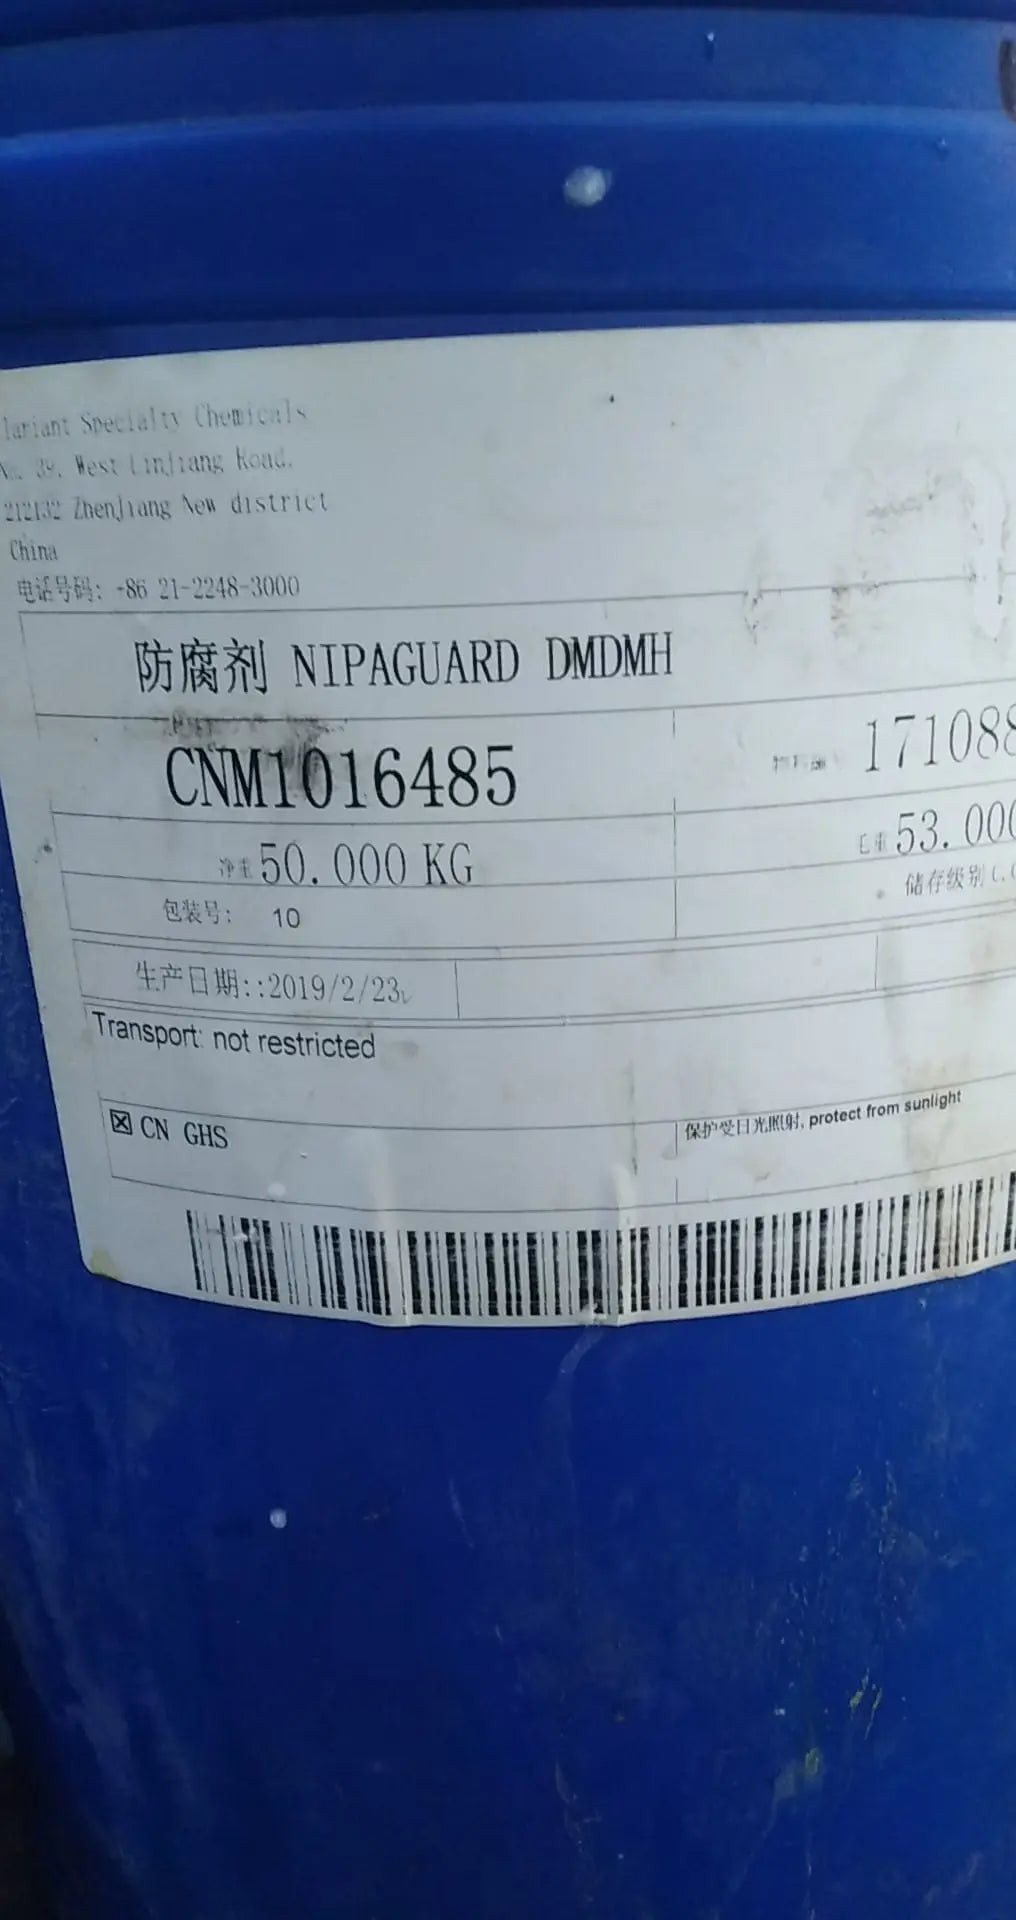 lariant Specialty Chemicals
No. 39, West Linjiang Road,
212132 Zhenjiang New district
China
电话号码: +86 21-2248-3000
防腐剂 NIPAGUARD DMDMH
CNM1016485
171088
净重 50.000 KG
毛重 53.000
储存级别
包装号: 10
生产日期::2019/2/23
Transport: not restricted
☒ CN GHS
保护受日光照射, protect from sunlight